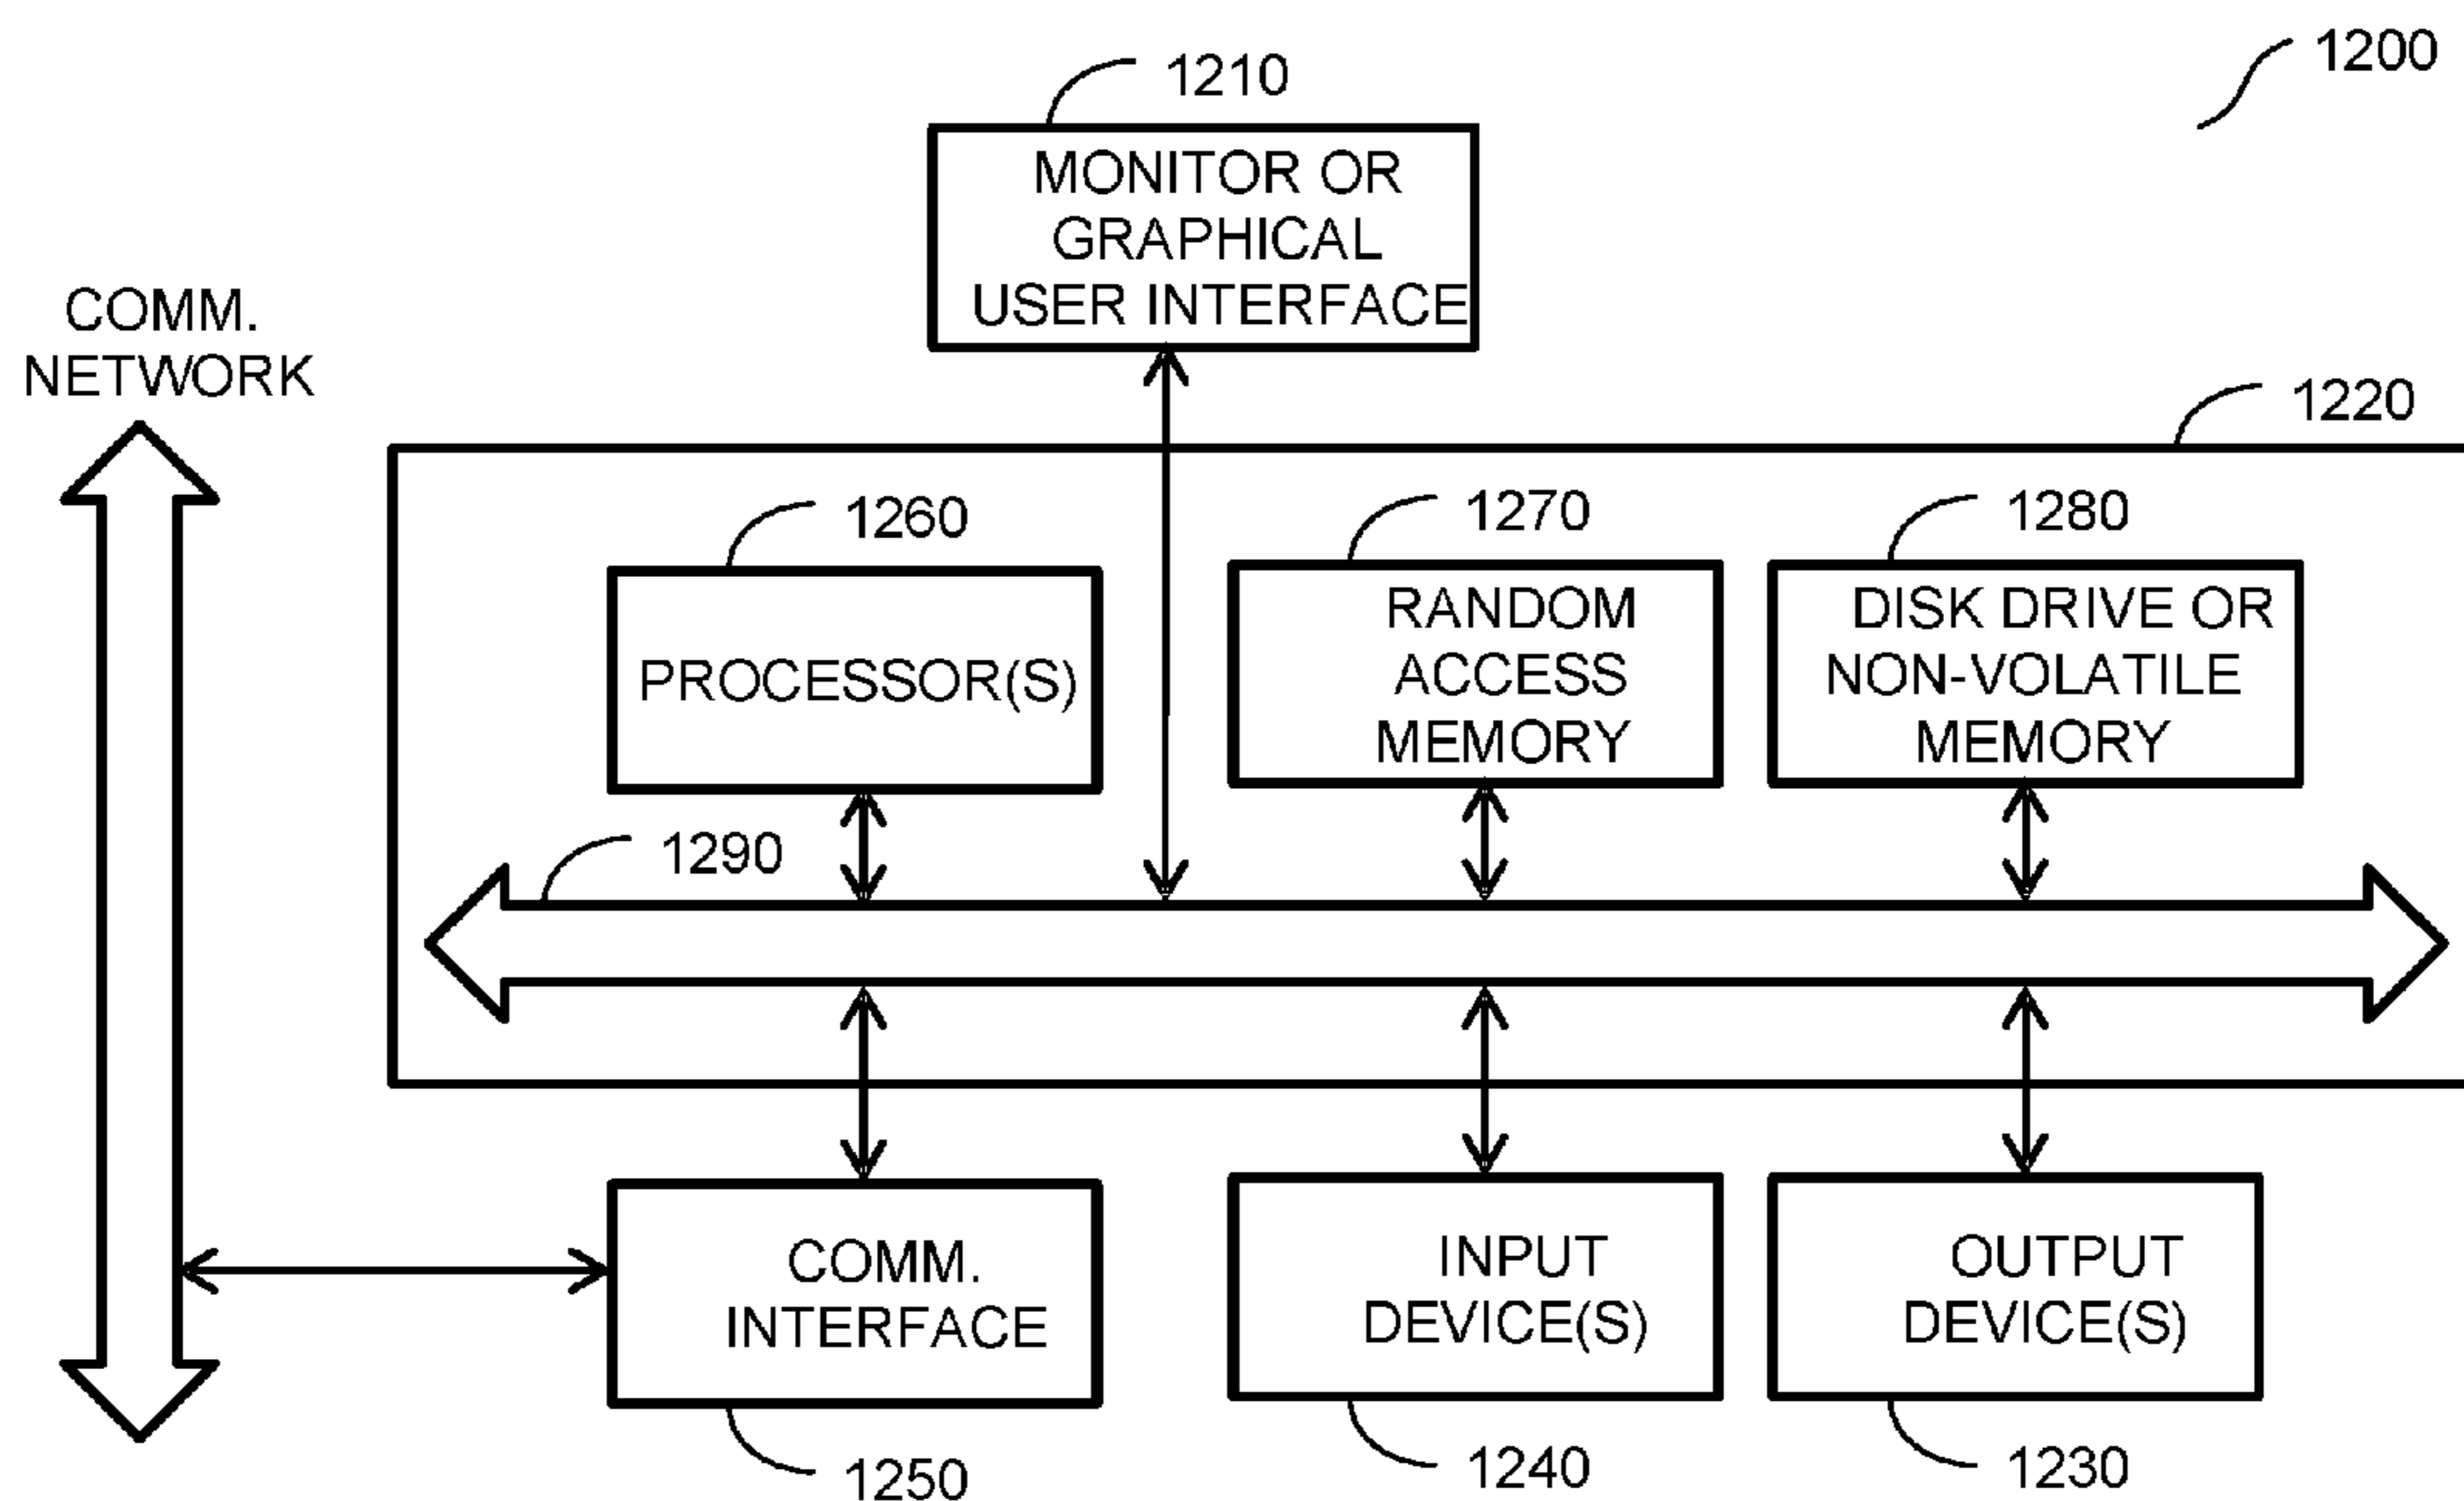 1200
1210
MONITOR OR
GRAPHICAL
USER INTERFACE
COMM.
NETWORK
1220
1260
1270
1280
PROCESSOR(S)
RANDOM
ACCESS
MEMORY
DISK DRIVE OR
NON-VOLATILE
MEMORY
1290
COMM.
INTERFACE
INPUT
DEVICE(S)
OUTPUT
DEVICE(S)
1250
1240
1230